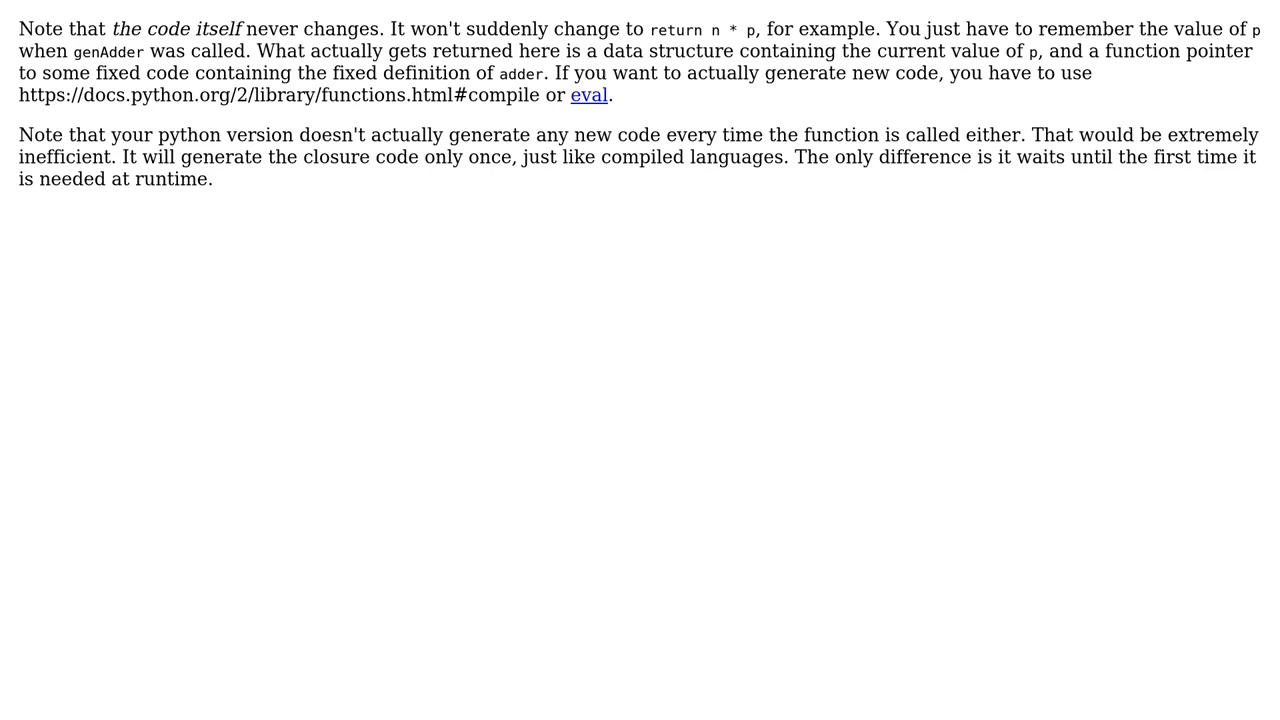 Note that the code itself never changes. It won't suddenly change to return n * p, for example. You just have to remember the value of p
when genAdder was called. What actually gets returned here is a data structure containing the current value of p, and a function pointer
to some fixed code containing the fixed definition of adder. If you want to actually generate new code, you have to use
https://docs.python.org/2/library/functions.html#compile or eval.
Note that your python version doesn't actually generate any new code every time the function is called either. That would be extremely
inefficient. It will generate the closure code only once, just like compiled languages. The only difference is it waits until the first time it
is needed at runtime.